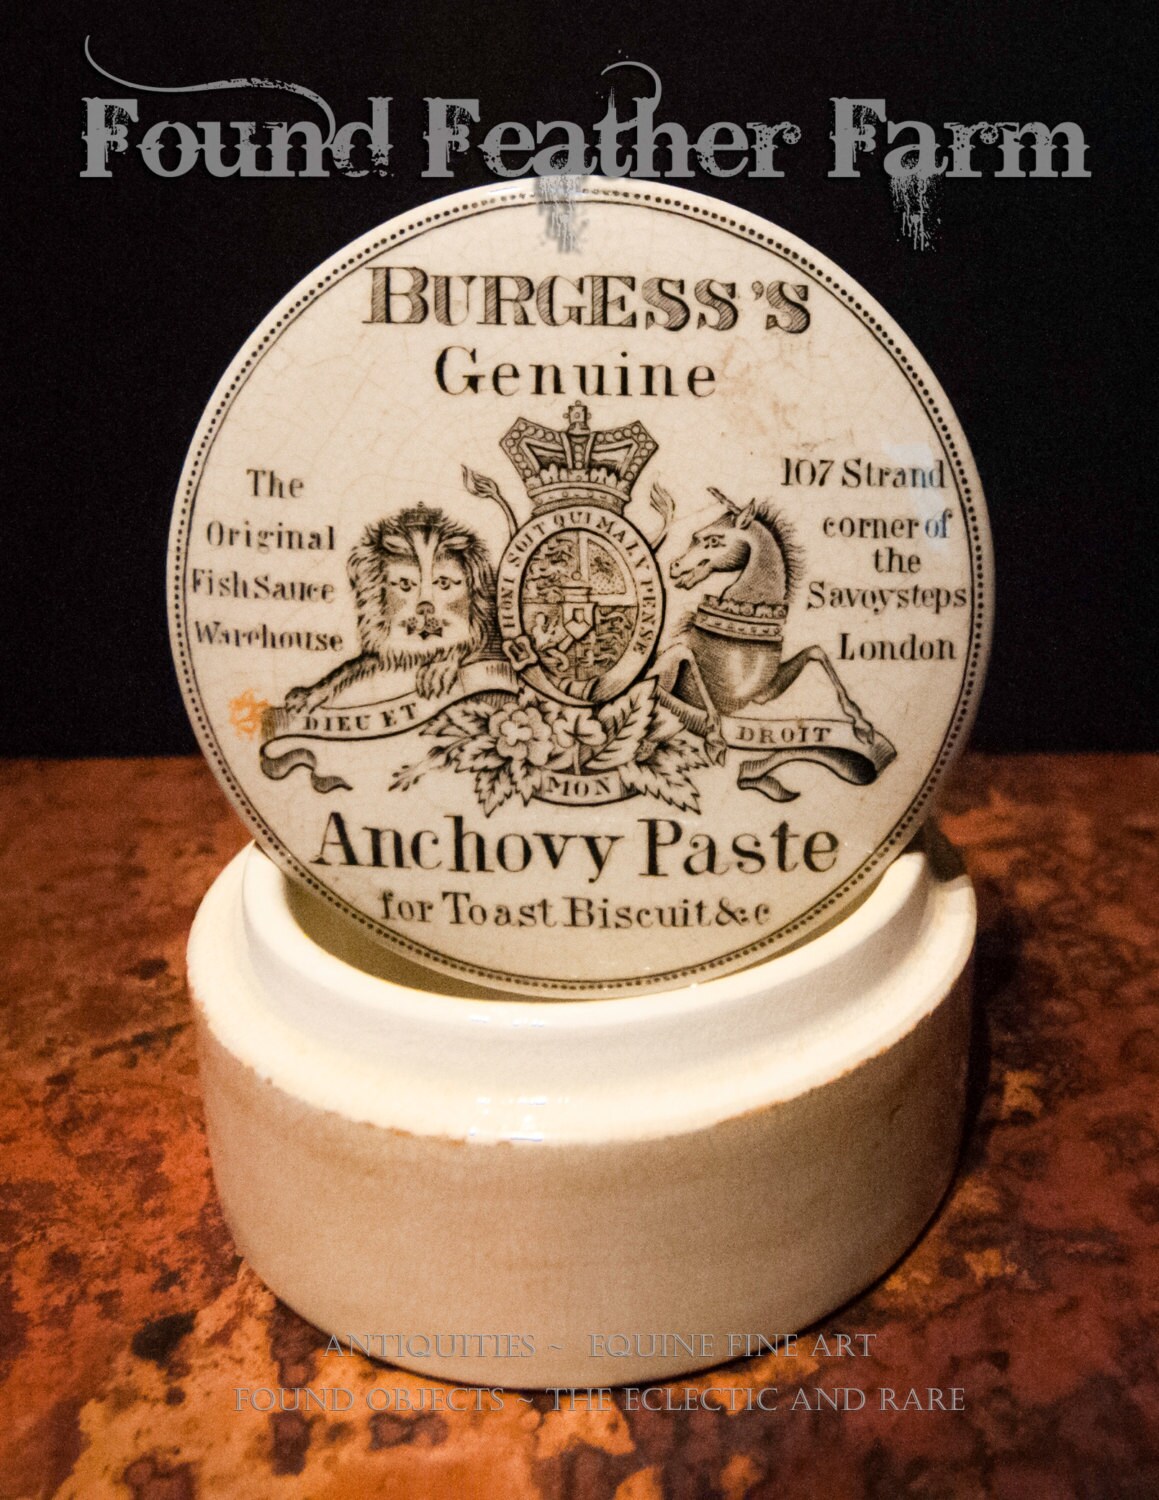 Found Feather Farm
BURGESS'S
Genuine
The
Original
Fish Sauce
Warehouse
107 Strand
corner of
the
Savoy steps
London
HONI SOIT QUI MAL Y PENSE
DIEU ET
MON
DROIT
Anchovy Paste
for Toast Biscuit &c
ANTIQUITIES ~ EQUINE FINE ART
FOUND OBJECTS ~ THE ECLECTIC AND RARE